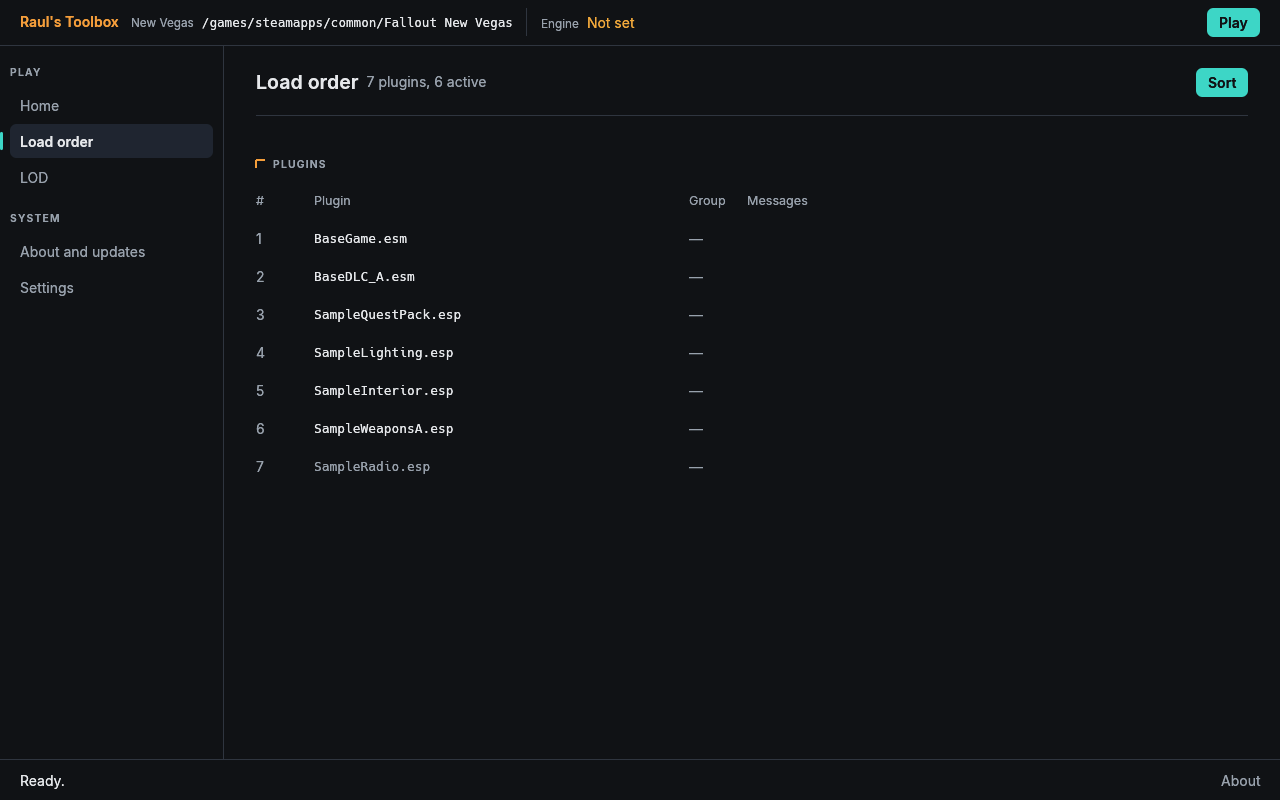 Raul's Toolbox New Vegas /games/steamapps/common/Fallout New Vegas Engine Not set Play
PLAY
Home
Load order
LOD
SYSTEM
About and updates
Settings
Load order 7 plugins, 6 active Sort
PLUGINS
# Plugin Group Messages
1 BaseGame.esm —
2 BaseDLC_A.esm —
3 SampleQuestPack.esp —
4 SampleLighting.esp —
5 SampleInterior.esp —
6 SampleWeaponsA.esp —
7 SampleRadio.esp —
Ready. About